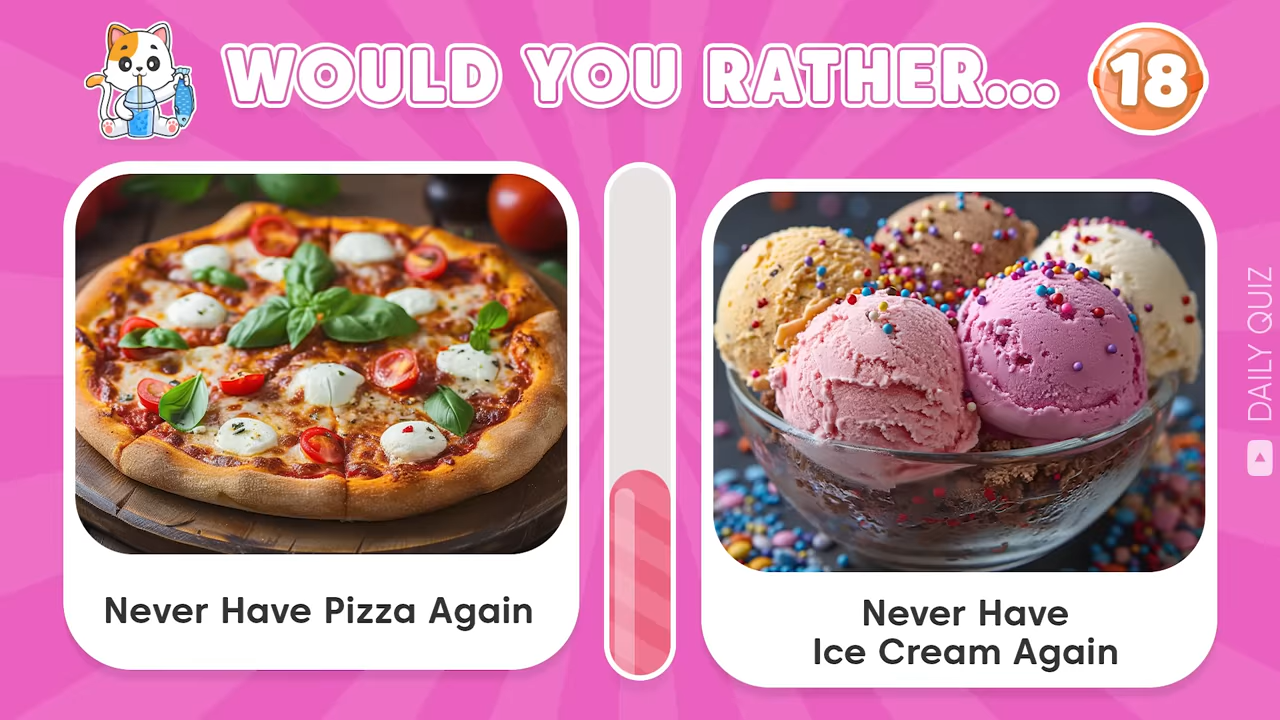 WOULD YOU RATHER...
18
Never Have Pizza Again
Never Have
Ice Cream Again
DAILY QUIZ